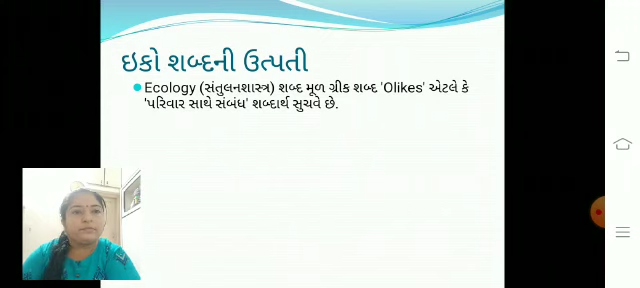 ઇકો શબ્દની ઉત્પતી
Ecology (સંતુલનશાસ્ત્ર) શબ્દ મૂળ ગ્રીક શબ્દ 'Olikes' એટલે કે
'પરિવાર સાથે સંબંધ' શબ્દાર્થ સુચવે છે.